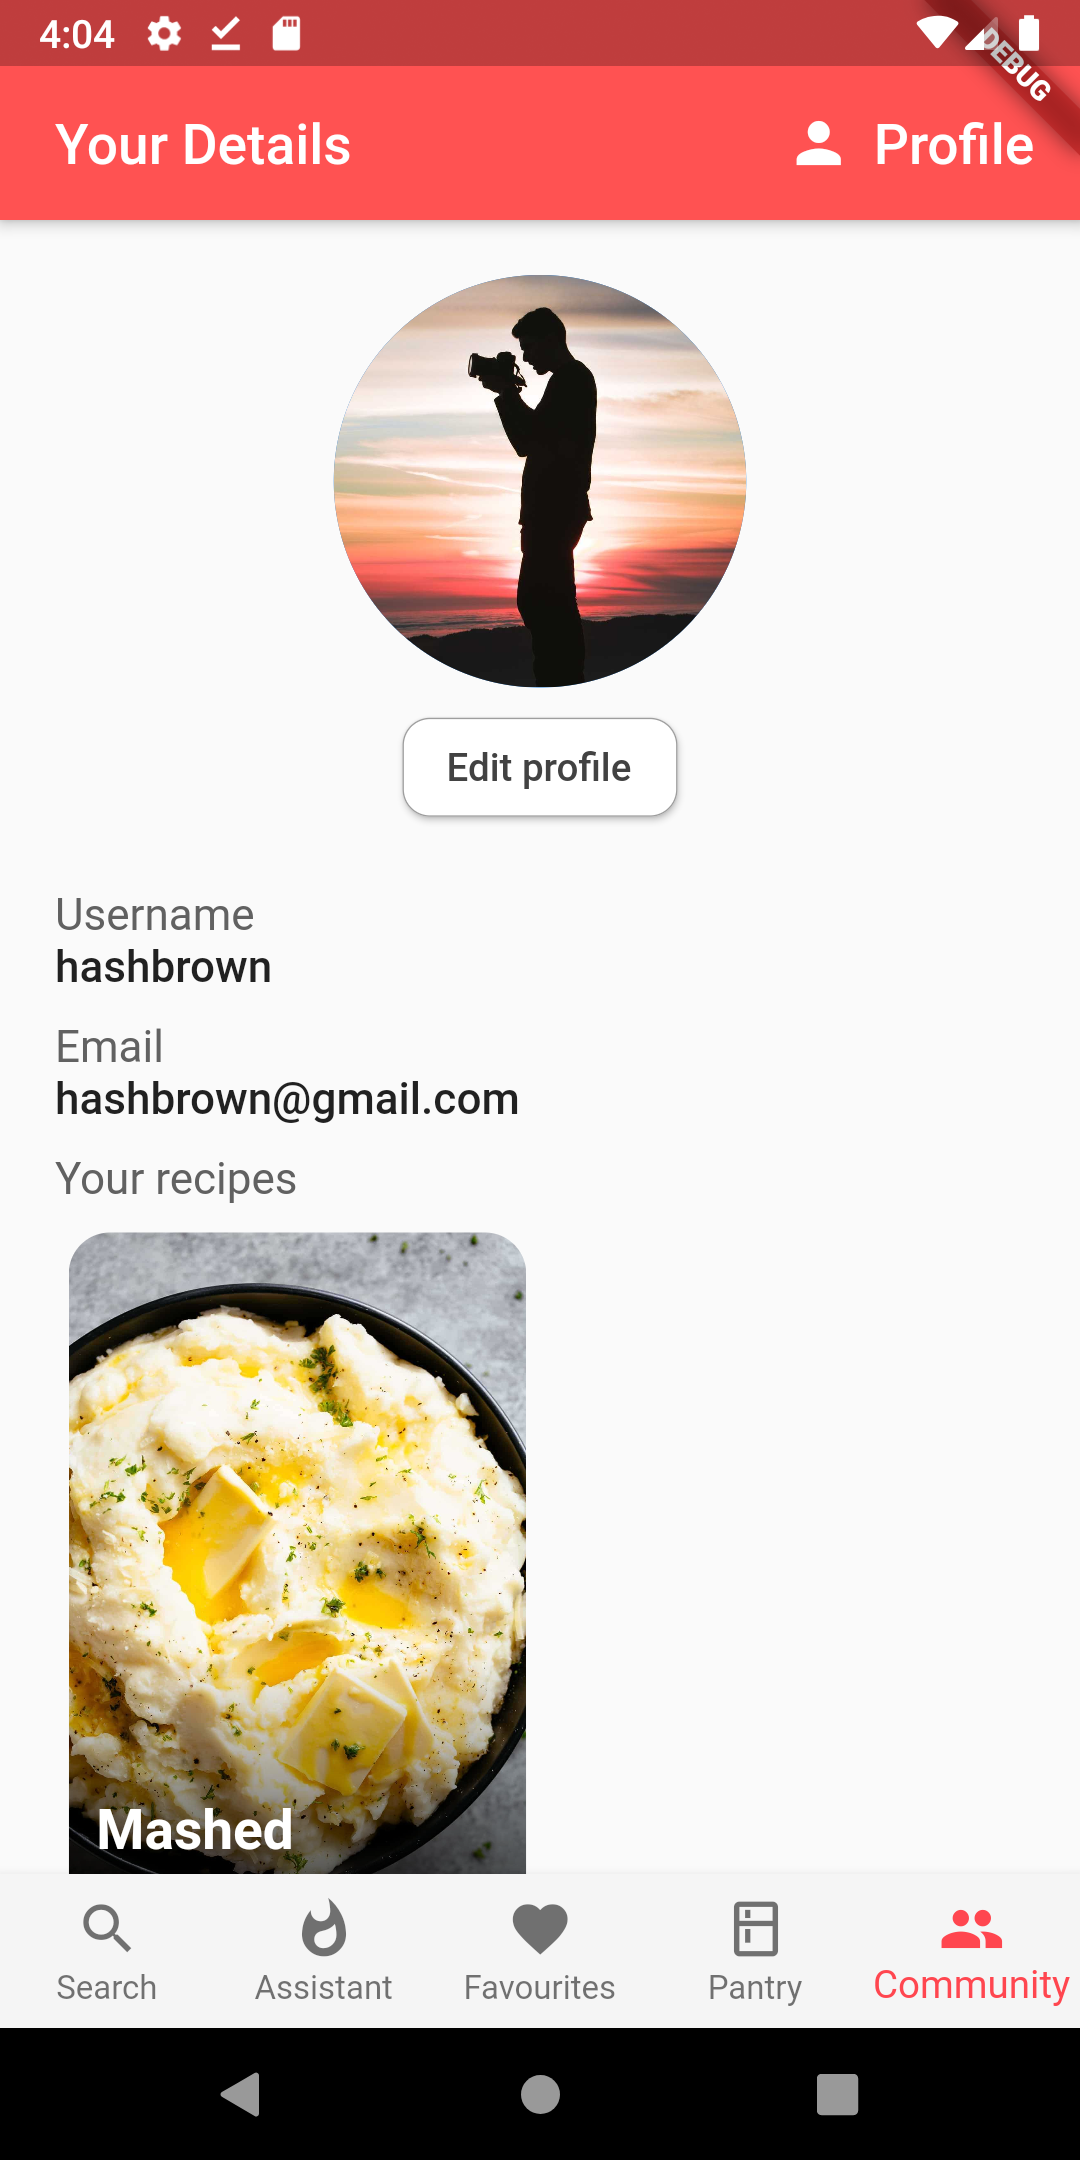 4:04
DEBUG
Your Details
Profile
Edit profile
Username
hashbrown
Email
hashbrown@gmail.com
Your recipes
Mashed
Search
Assistant
Favourites
Pantry
Community